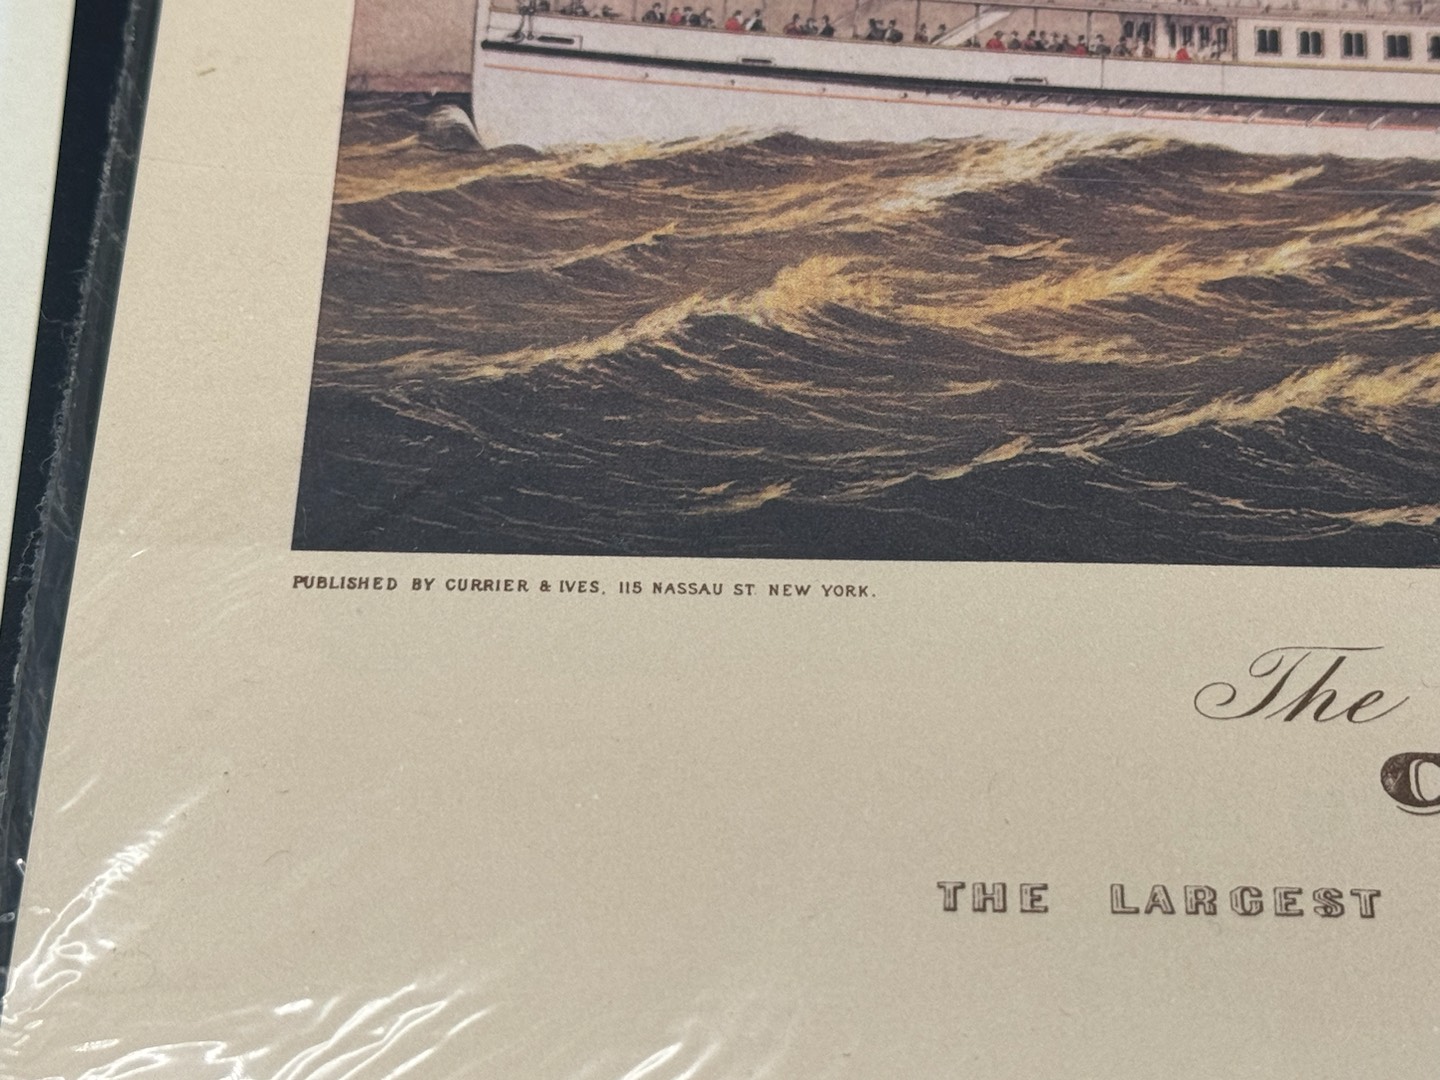 PUBLISHED BY CURRIER & IVES, 115 NASSAU ST. NEW YORK.
The
C
THE LARGEST